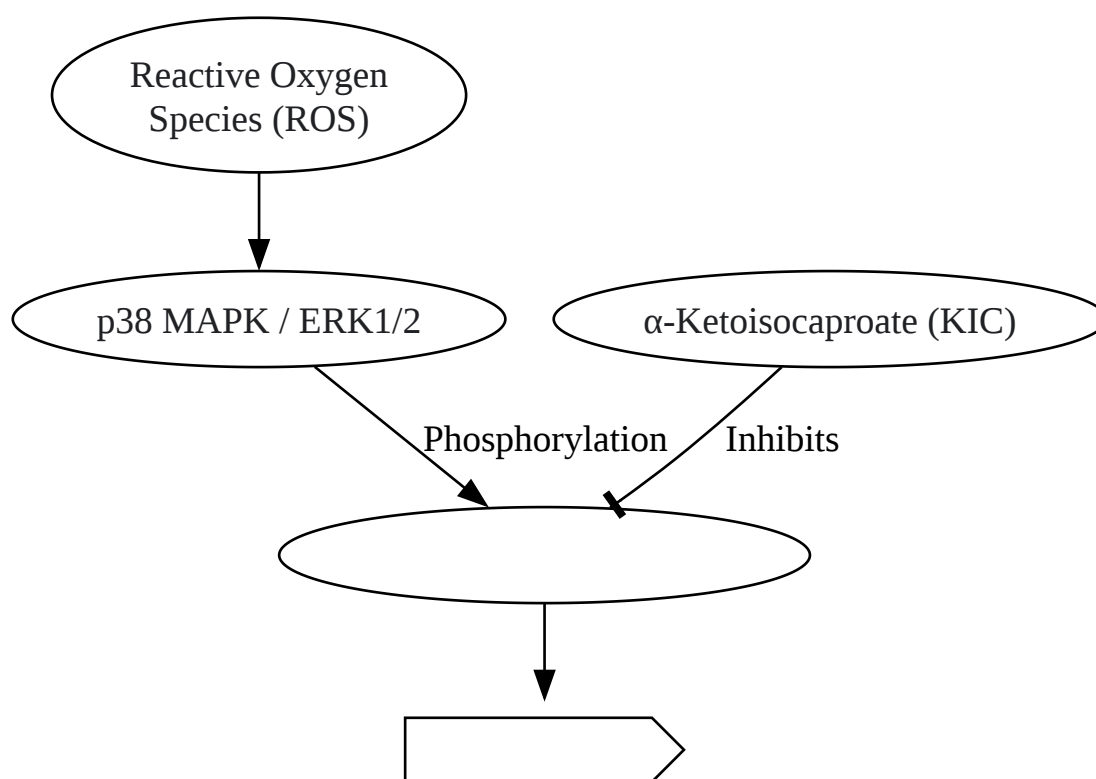 Reactive Oxygen
Species (ROS)
p38 MAPK / ERK1/2
α-Ketoisocaproate (KIC)
Phosphorylation
Inhibits